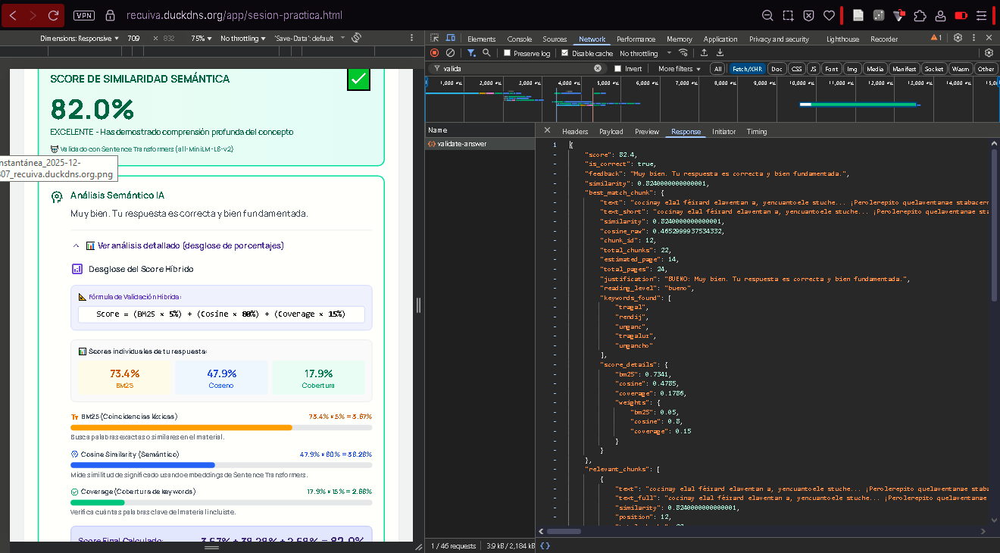 VPN
recuiva.duckdns.org/app/sesion-practica.html
Dimensions: Responsive
709
×
832
75%
No throttling
'Save-Data': default
SCORE DE SIMILARIDAD SEMÁNTICA
82.0%
EXCELENTE - Has demostrado comprensión profunda del concepto
Validado con Sentence Transformers (all-MiniLM-L6-v2)
nstantánea_2025-12-
307_recuiva.duckdns.org.png
Análisis Semántico IA
Muy bien. Tu respuesta es correcta y bien fundamentada.
Ver análisis detallado (desglose de porcentajes)
Desglose del Score Híbrido
Fórmula de Validación Híbrida:
Score = (BM25 × 5%) + (Cosine × 80%) + (Coverage × 15%)
Scores individuales de tu respuesta:
73.4%
BM25
47.9%
Coseno
17.9%
Cobertura
BM25 (Coincidencias léxicas)
73.4% × 5% = 3.67%
Busca palabras exactas o similares en el material.
Cosine Similarity (Semántico)
47.9% × 80% = 38.28%
Mide similitud de significado usando embeddings de Sentence Transformers.
Coverage (Cobertura de keywords)
17.9% × 15% = 2.68%
Verifica cuántas palabras clave del material incluiste.
Score Final Calculado:
3.67% + 38.28% + 2.68% = 82.0%
Elements
Console
Sources
Network
Performance
Memory
Application
Privacy and security
Lighthouse
Recorder
1
Preserve log
Disable cache
No throttling
valida
Invert
More filters
All
Fetch/XHR
Doc
CSS
JS
Font
Img
Media
Manifest
Socket
Wasm
Other
1,000 ms
2,000 ms
3,000 ms
4,000 ms
5,000 ms
6,000 ms
7,000 ms
8,000 ms
9,000 ms
10,000 ms
11,000 ms
12,000 ms
13,000 ms
14,000 ms
15,0
Name
validate-answer
Headers
Payload
Preview
Response
Initiator
Timing
1 {
"score": 82.4,
"is_correct": true,
"feedback": "Muy bien. Tu respuesta es correcta y bien fundamentada.",
"similarity": 0.8240000000000001,
"best_match_chunk": {
"text": "cocinay elal féizard elaventan a, yencuantoele stuche... ¡Perolerepito quelaventanae stabacerr
"text_short": "cocinay elal féizard elaventan a, yencuantoele stuche... ¡Perolerepito quelaventanae sta
"similarity": 0.8240000000000001,
"cosine_raw": 0.4652999937534332,
"chunk_id": 12,
"total_chunks": 22,
"estimated_page": 14,
"total_pages": 24,
"justification": "BUENO: Muy bien. Tu respuesta es correcta y bien fundamentada.",
"reading_level": "bueno",
"keywords_found": [
"tragal",
"rendij",
"unganc",
"tragaluz",
"ungancho"
],
"score_details": {
"bm25": 0.7341,
"cosine": 0.4785,
"coverage": 0.1786,
"weights": {
"bm25": 0.05,
"cosine": 0.8,
"coverage": 0.15
}
}
},
"relevant_chunks": [
{
"text": "cocinay elal féizard elaventan a, yencuantoele stuche... ¡Perolerepito quelaventanae staba
"text_full": "cocinay elal féizard elaventan a, yencuantoele stuche... ¡Perolerepito quelaventanae
"similarity": 0.8240000000000001,
"position": 12,
1 / 46 requests
3.9 kB / 2,184 kB
{}